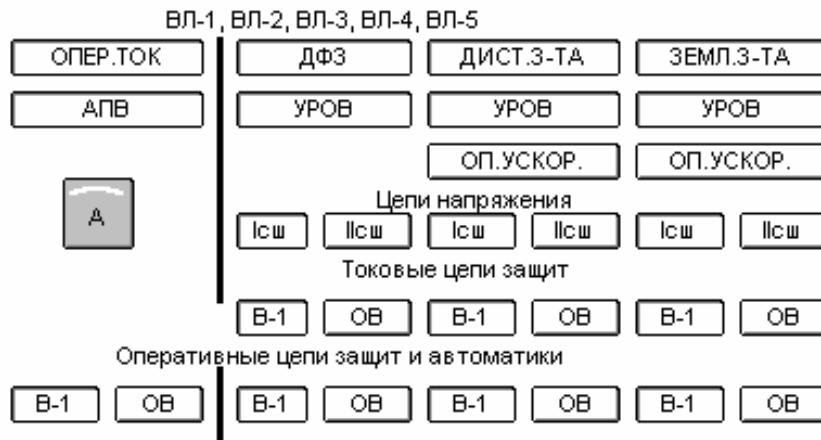 ВЛ-1, ВЛ-2, ВЛ-3, ВЛ-4, ВЛ-5
ОПЕР.ТОК ДФЗ ДИСТ.З-ТА ЗЕМЛ.З-ТА
АПВ УРОВ УРОВ УРОВ
ОП.УСКОР. ОП.УСКОР.
А
Цепи напряжения
Iсш IIсш Iсш IIсш Iсш IIсш
Токовые цепи защит
В-1 ОВ В-1 ОВ В-1 ОВ
Оперативные цепи защит и автоматики
В-1 ОВ В-1 ОВ В-1 ОВ В-1 ОВ